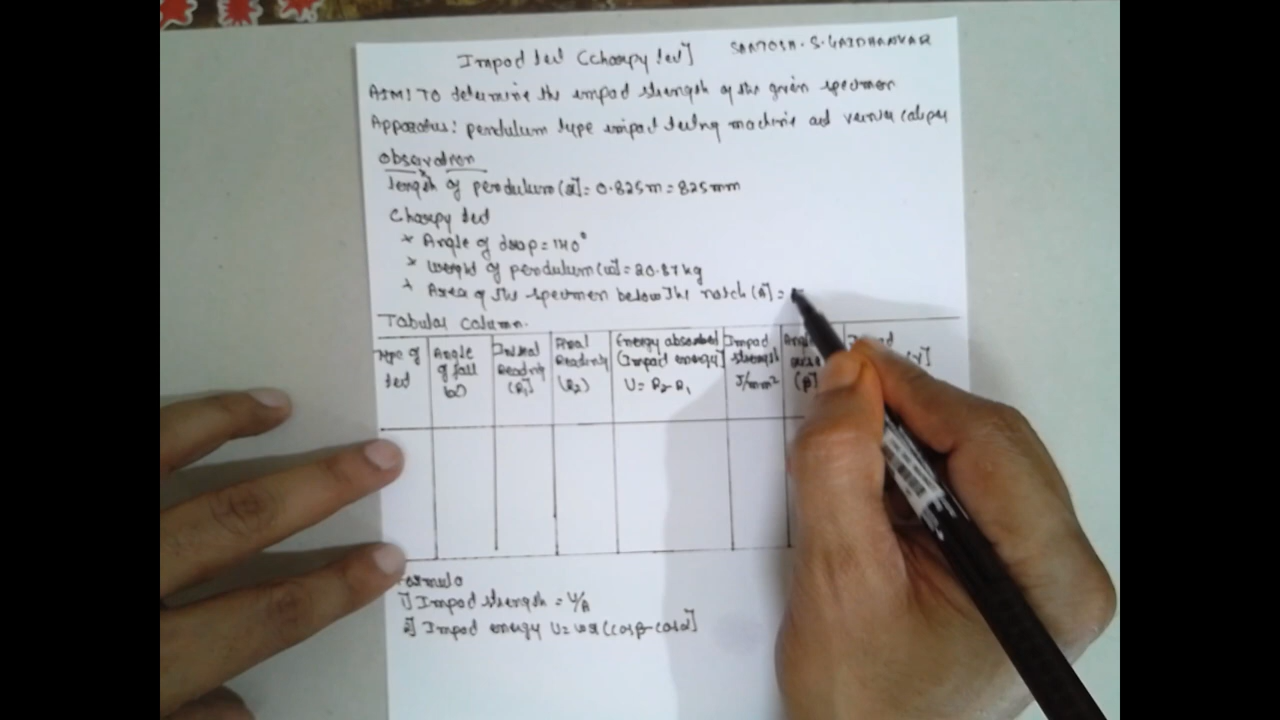 Impact test (charpy test]
SANTOSH. S. GAIDHANKAR
AIM: TO determine the impact strength of the given specimen
Apparatus: pendulum type impact testing machine and vernier caliper
Observation
length of pendulum (r]= 0.825m = 825mm
Charpy test
* Angle of drop = 140°
* Weight of pendulum (w]= 20.87kg
* Area of the specimen below the notch (A] =
Tabular column.
Type of test
Angle of fall (α)
Initial Reading (R1]
Final Reading (R2)
Energy absorbed (Impact energy] U = R2-R1
Impact strength J/mm²
(β]
Formula
1] Impact strength = U/A
2] Impact energy U= wr (cosβ-cosα]